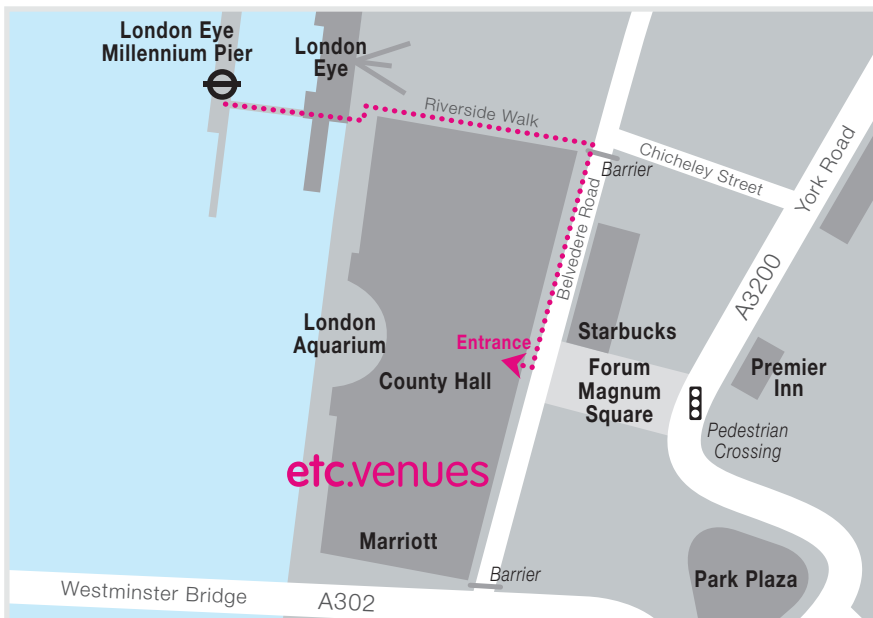 London Eye
Millennium Pier
London
Eye
Riverside Walk
Chicheley Street
York Road
Barrier
Belvedere Road
A3200
London
Aquarium
Entrance
Starbucks
County Hall
Forum
Magnum
Square
Premier
Inn
Pedestrian
Crossing
etc.venues
Marriott
Barrier
Park Plaza
Westminster Bridge
A302